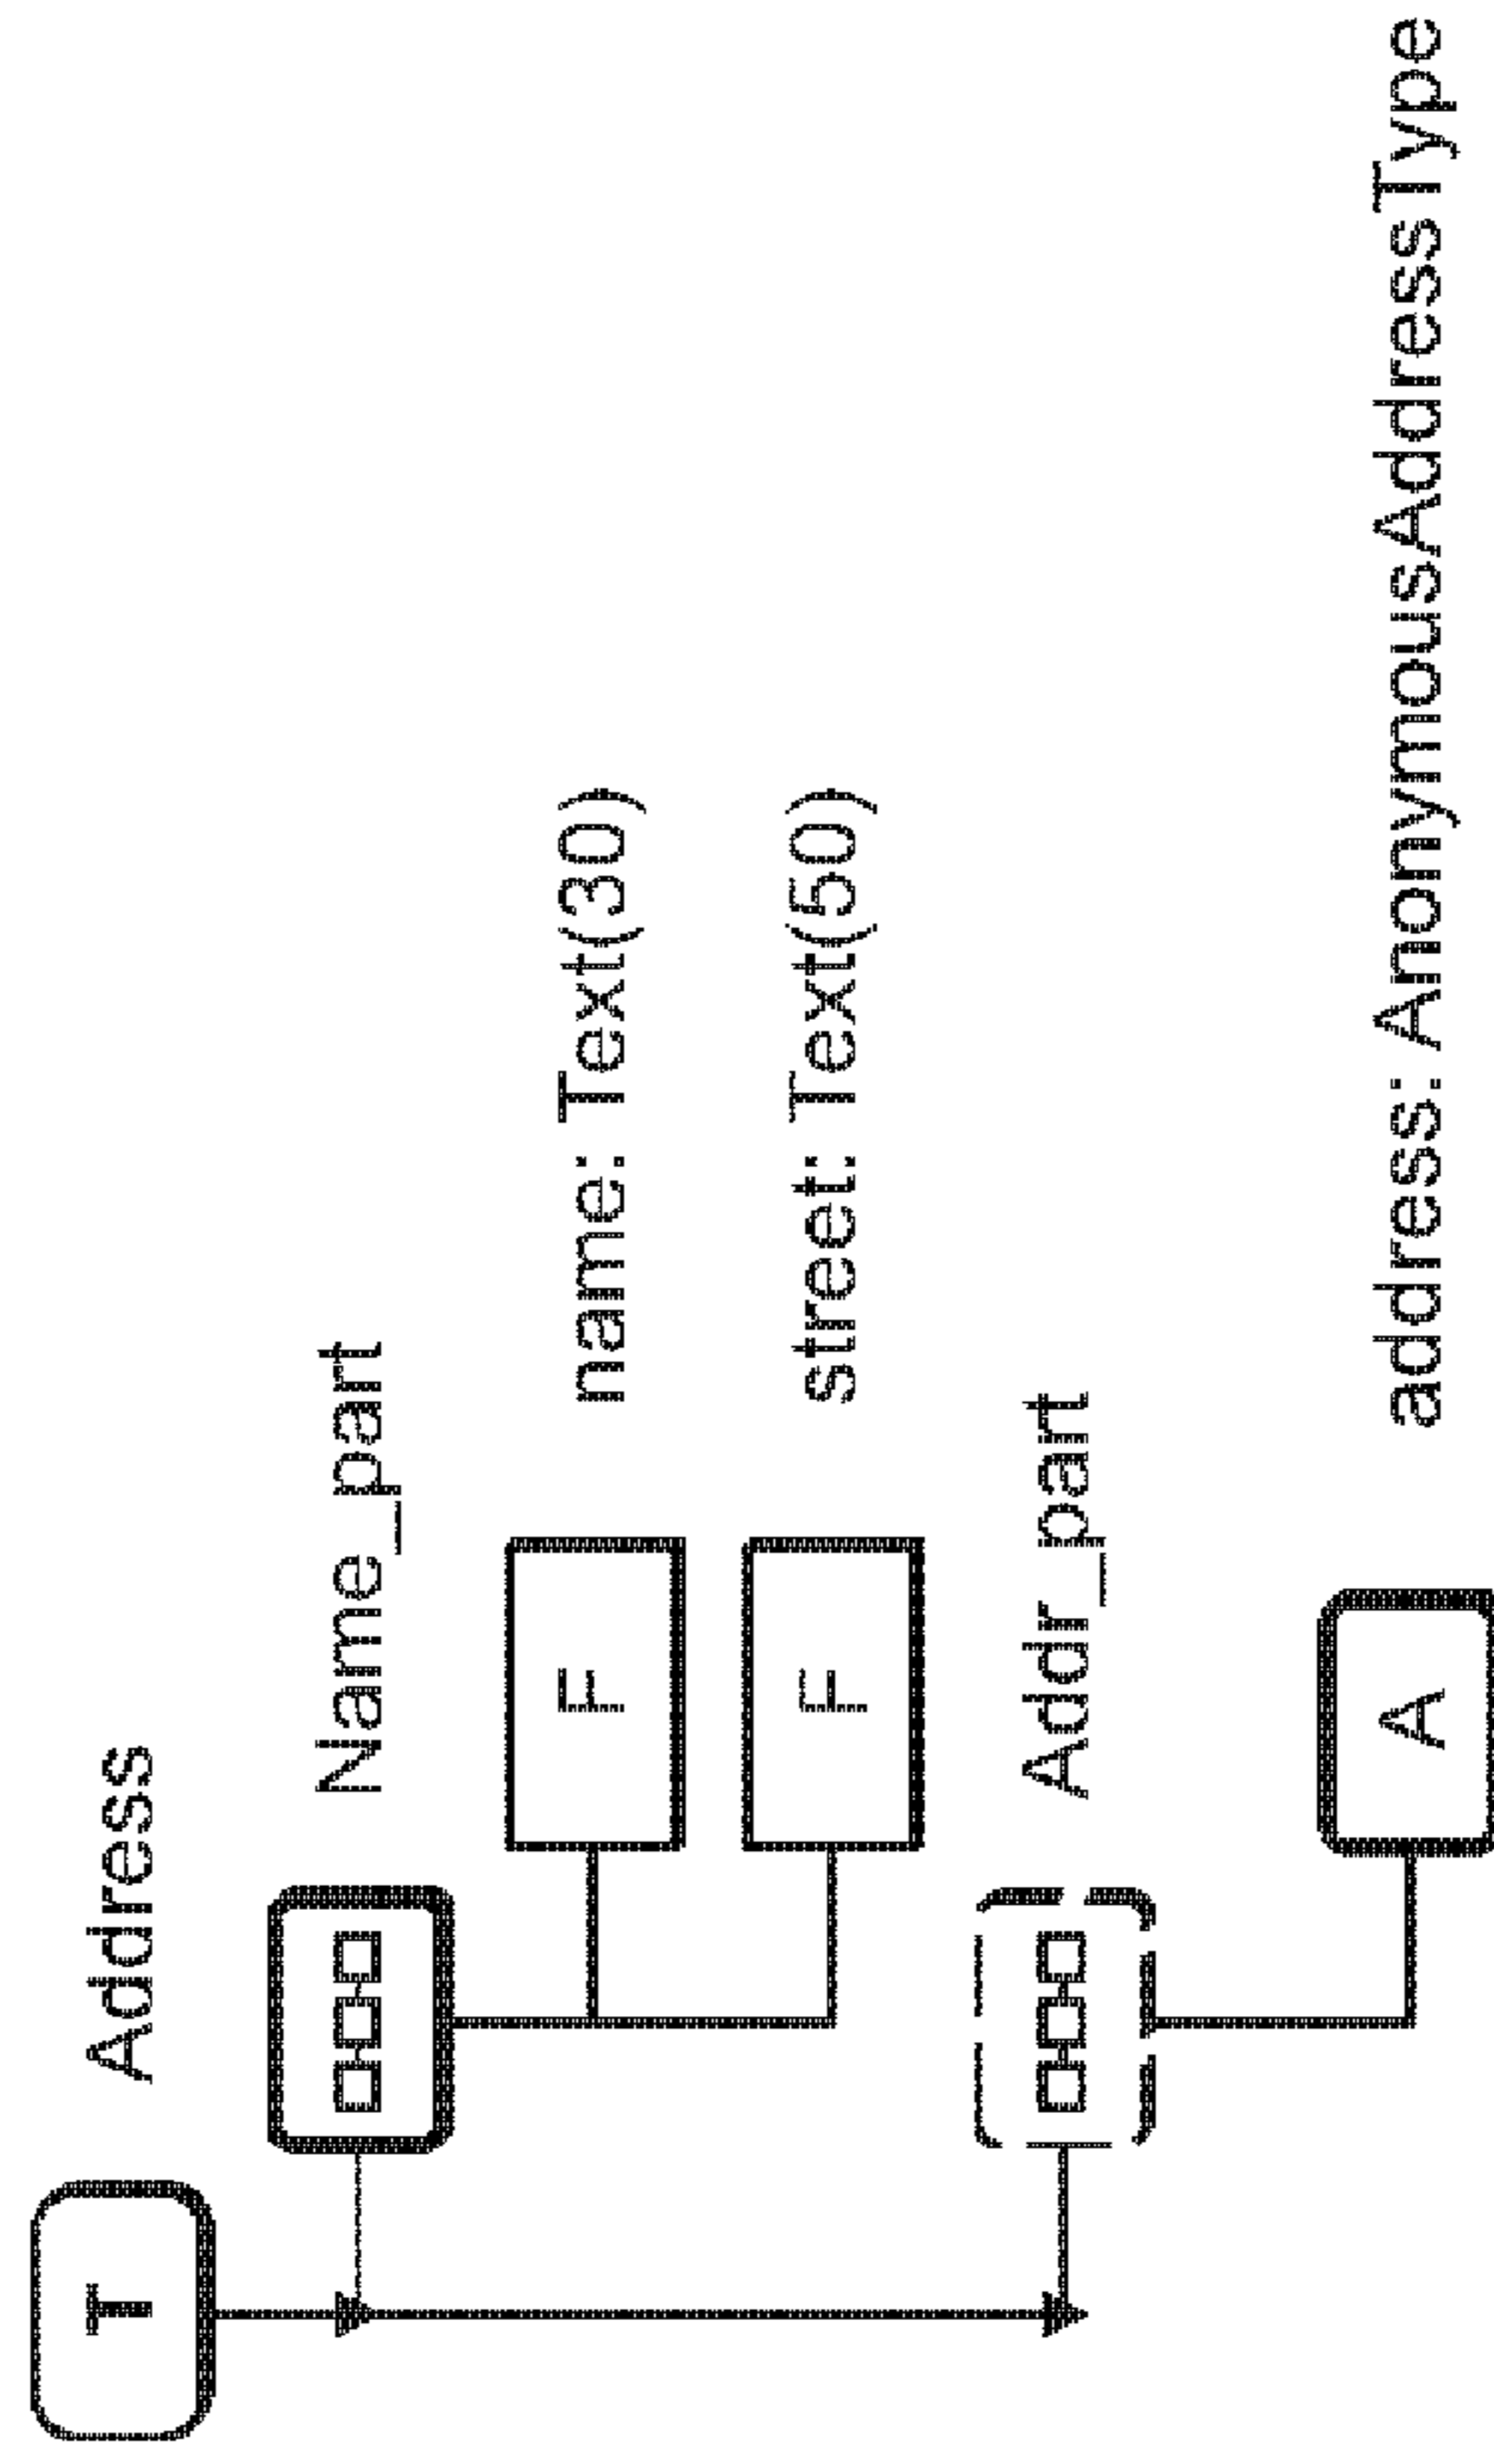 T Address
Name_part
F name: Text(30)
F street: Text(50)
Addr_part
A address: AnonymousAddressType